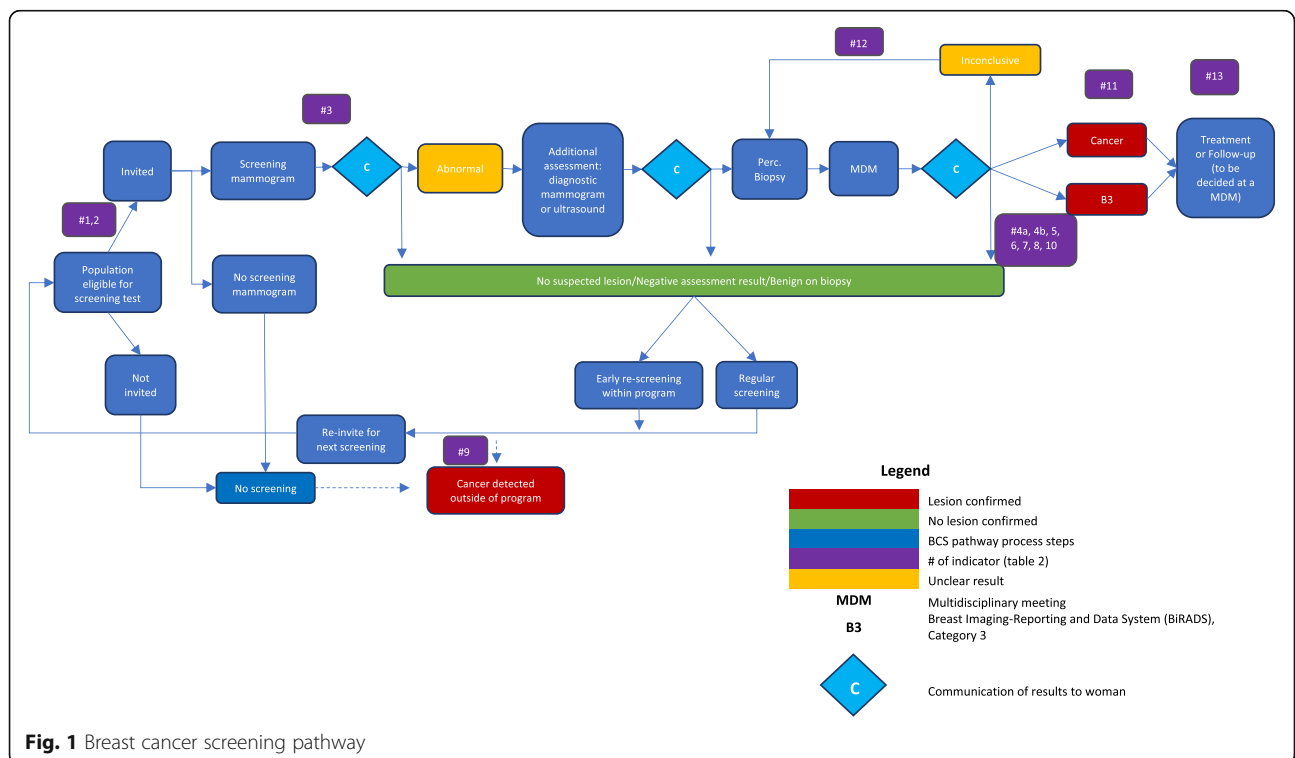 #12
Inconclusive
#13
#11
#3
Invited
Screening
mammogram
C
Abnormal
Additional
assessment:
diagnostic
mammogram
or ultrasound
C
Perc.
Biopsy
MDM
C
Cancer
B3
Treatment
or Follow-up
(to be
decided at a
MDM)
#1,2
#4a, 4b, 5,
6, 7, 8, 10
Population
eligible for
screening test
No screening
mammogram
No suspected lesion/Negative assessment result/Benign on biopsy
Not
invited
Early re-screening
within program
Regular
screening
Re-invite for
next screening
#9
No screening
Cancer detected
outside of program
Legend
Lesion confirmed
No lesion confirmed
BCS pathway process steps
# of indicator (table 2)
Unclear result
MDM Multidisciplinary meeting
B3 Breast Imaging-Reporting and Data System (BiRADS),
Category 3
C Communication of results to woman
Fig. 1 Breast cancer screening pathway